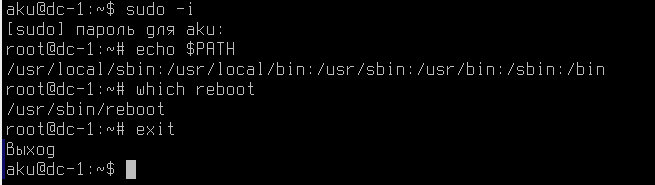 aku@dc-1:~$ sudo -i
[sudo] пароль для aku:
root@dc-1:~# echo $PATH
/usr/local/sbin:/usr/local/bin:/usr/sbin:/usr/bin:/sbin:/bin
root@dc-1:~# which reboot
/usr/sbin/reboot
root@dc-1:~# exit
выход
aku@dc-1:~$